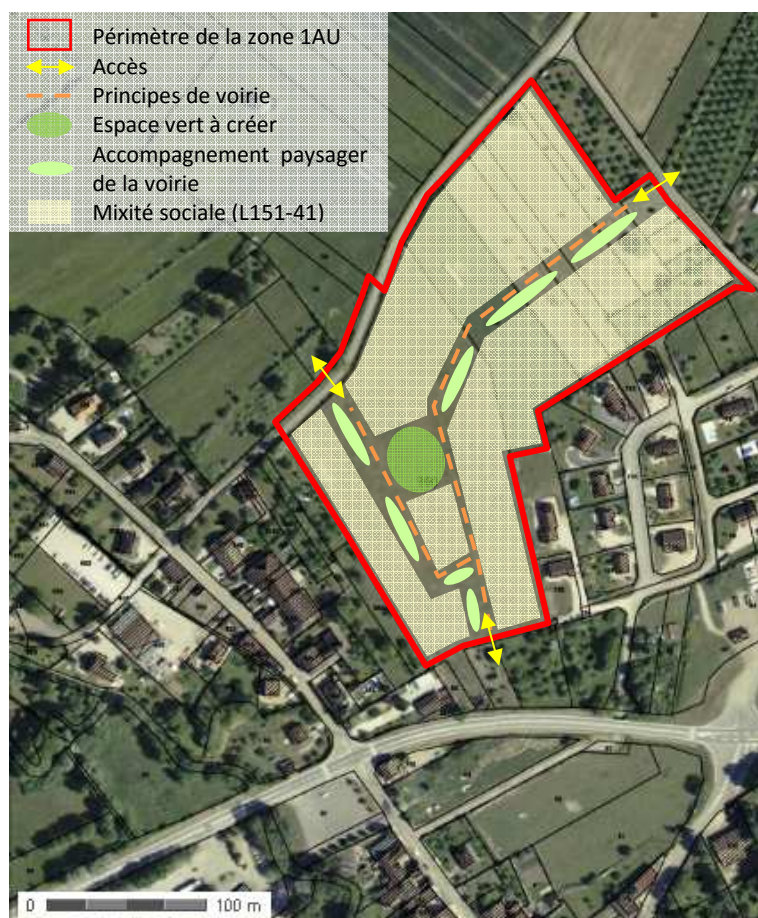 Périmètre de la zone 1AU
Accès
Principes de voirie
Espace vert à créer
Accompagnement paysager
de la voirie
Mixité sociale (L151-41)
0 100 m